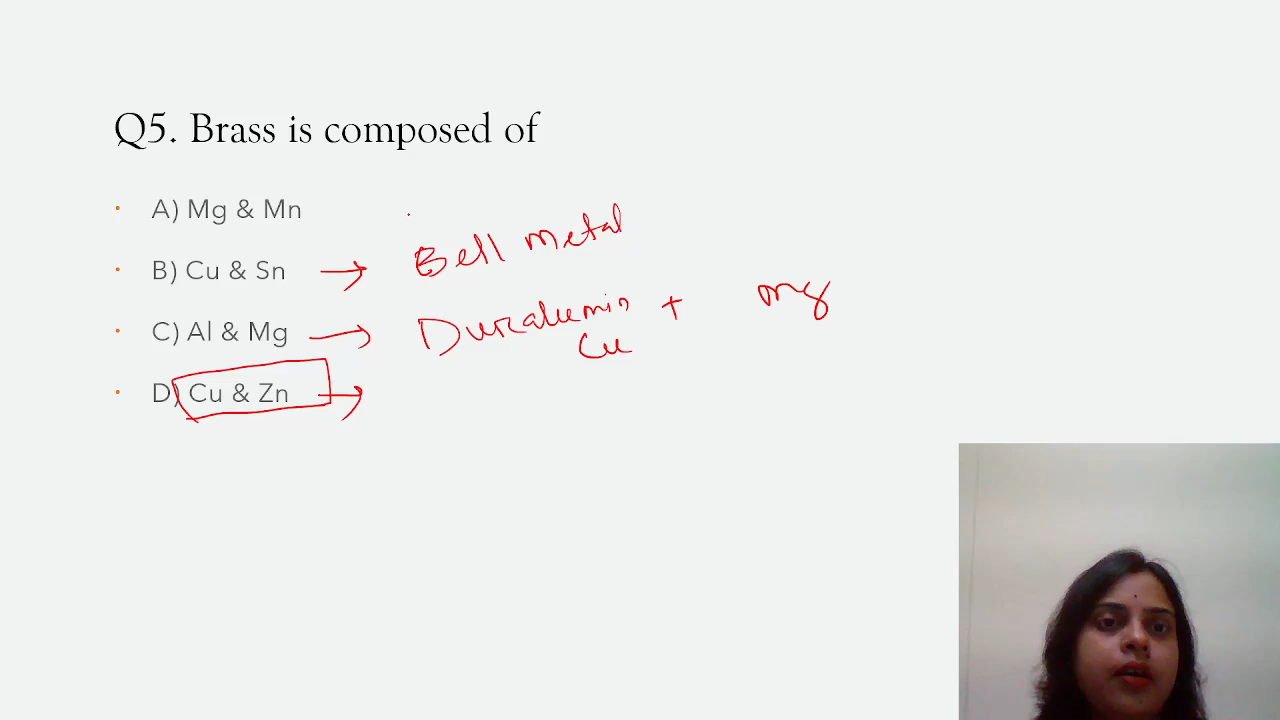 Q5. Brass is composed of
• A) Mg & Mn
• B) Cu & Sn → Bell metal
• C) Al & Mg → Duralumin + mg
Cu
• D) Cu & Zn →